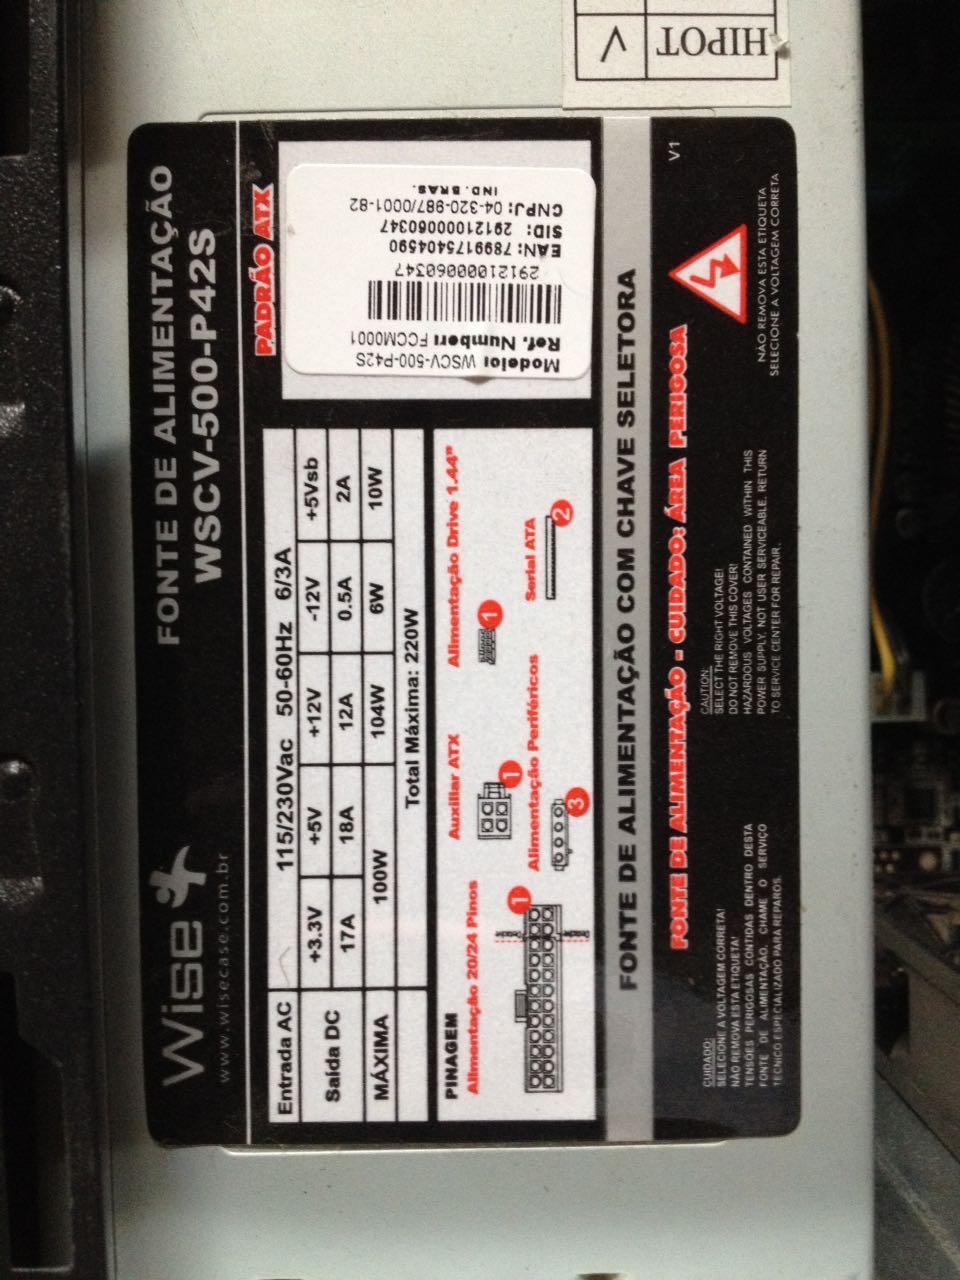 HIPOT
V
Wise
www.wisecase.com.br
FONTE DE ALIMENTAÇÃO
WSCV-500-P42S
PADRÃO ATX
Entrada AC 115/230Vac 50-60Hz 6/3A
Saída DC +3.3V +5V +12V -12V +5Vsb
17A 18A 12A 0.5A 2A
MÁXIMA 100W 104W 6W 10W
Total Máxima: 220W
Modelo: WSCV-500-P42S
Ref. Number: FCCM0001
29121000060347
EAN: 7899175404590
SID: 29121000060347
CNPJ: 04-320-987/0001-82
IND. BRAS.
PINAGEM
Alimentação 20/24 Pinos
1
Auxiliar ATX
1
Alimentação Drive 1.44"
1
Alimentação Periféricos
3
Serial ATA
2
FONTE DE ALIMENTAÇÃO COM CHAVE SELETORA
FONTE DE ALIMENTAÇÃO - CUIDADO: ÁREA PERIGOSA
V1
CUIDADO:
SELECIONE A VOLTAGEM CORRETA!
NÃO REMOVA ESTA ETIQUETA!
TENSÕES PERIGOSAS CONTIDAS DENTRO DESTA
FONTE DE ALIMENTAÇÃO, CHAME O SERVIÇO
TÉCNICO ESPECIALIZADO PARA REPAROS.
CAUTION:
SELECT THE RIGHT VOLTAGE!
DO NOT REMOVE THIS COVER!
HAZARDOUS VOLTAGES CONTAINED WITHIN THIS
POWER SUPPLY, NOT USER SERVICEABLE. RETURN
TO SERVICE CENTER FOR REPAIR.
NÃO REMOVA ESTA ETIQUETA
SELECIONE A VOLTAGEM CORRETA